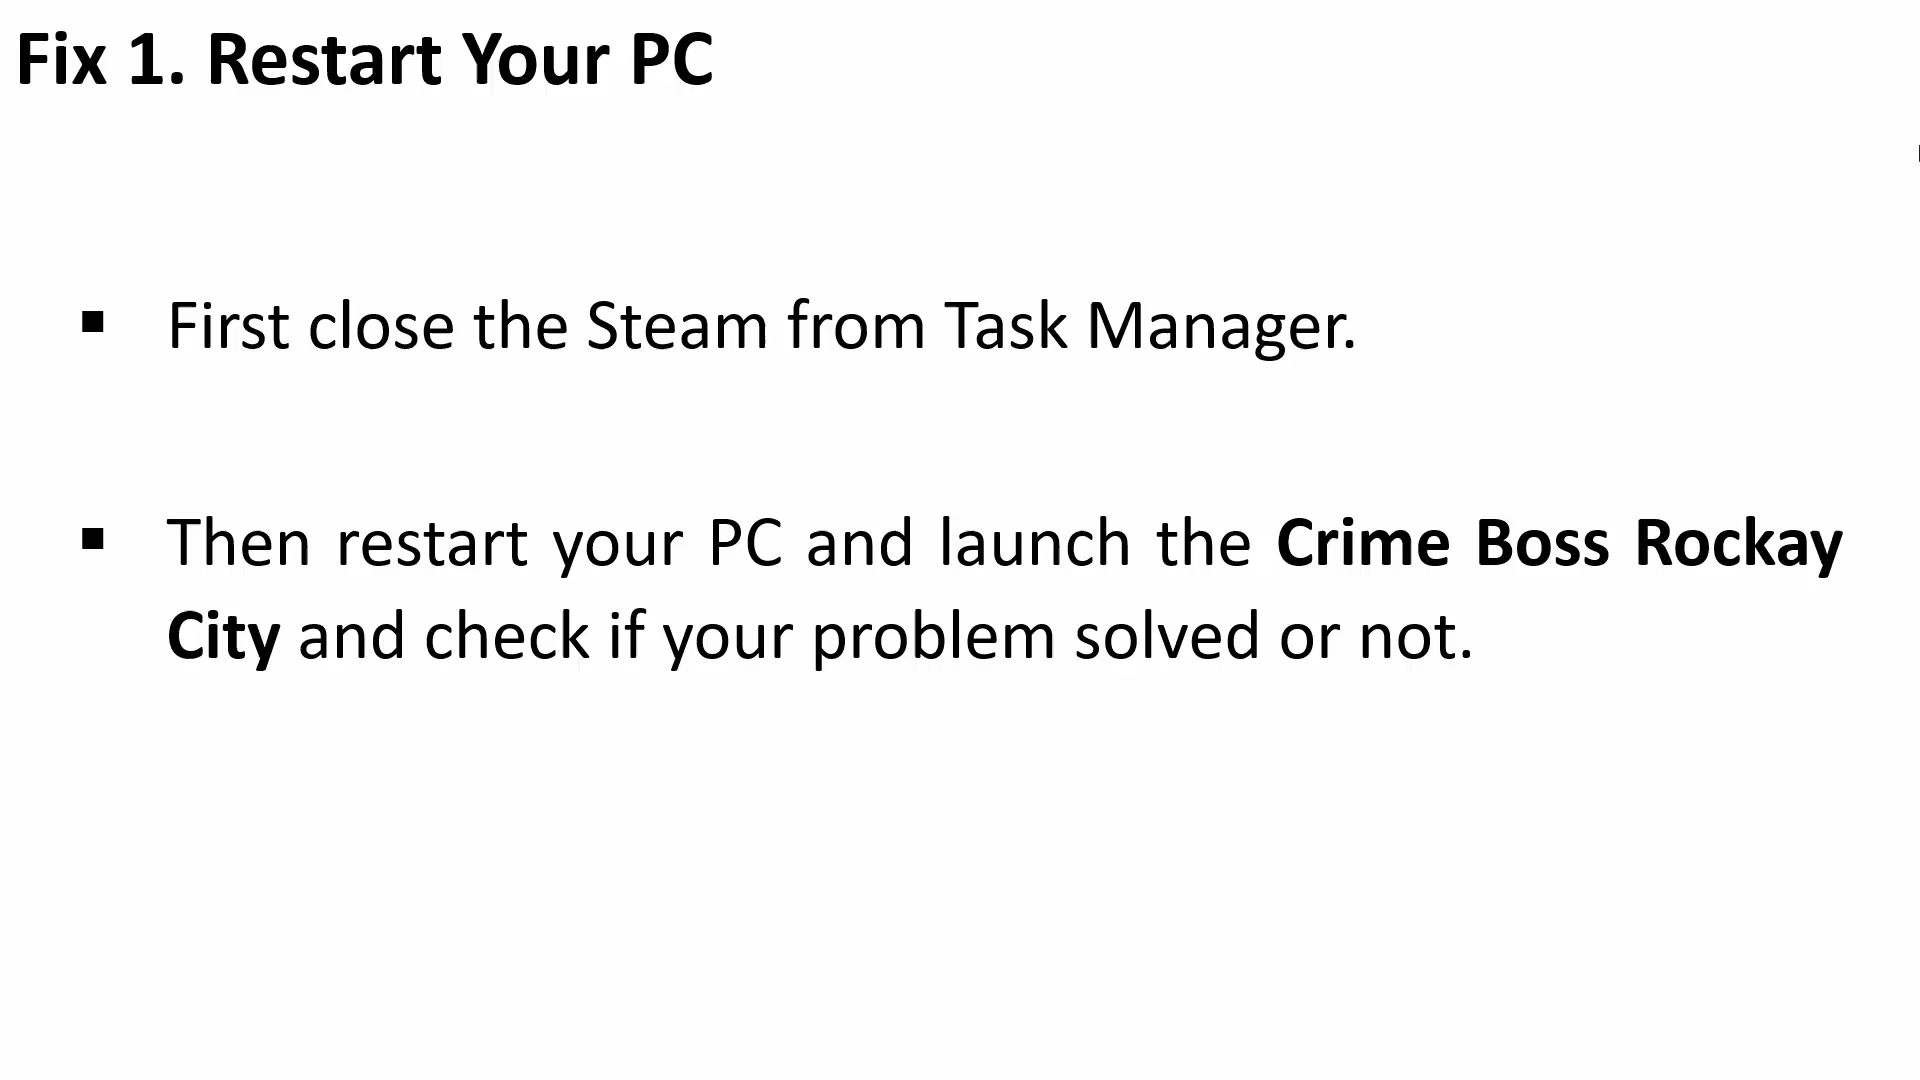 Fix 1. Restart Your PC
▪ First close the Steam from Task Manager.
▪ Then restart your PC and launch the Crime Boss Rockay
City and check if your problem solved or not.